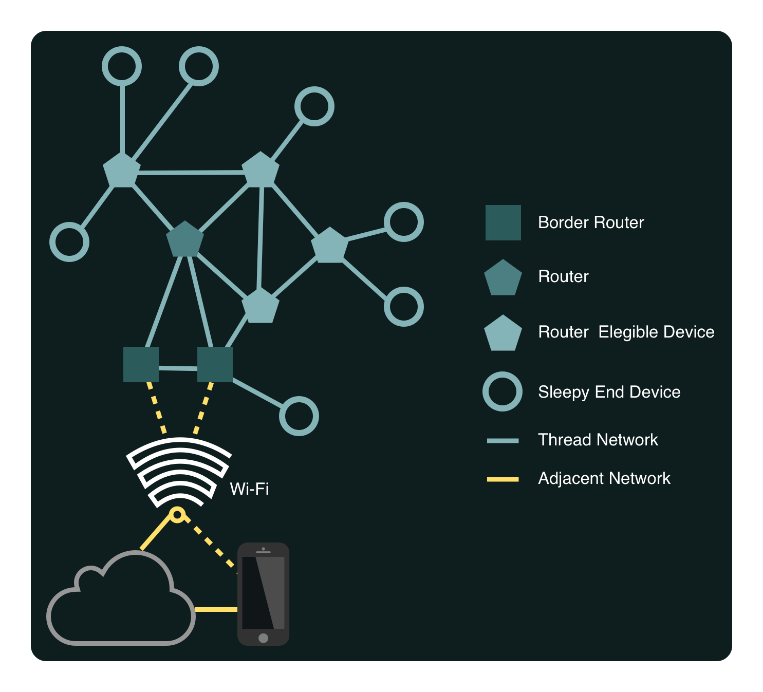 Border Router
Router
Router  Elegible Device
Sleepy End Device
Thread Network
Adjacent Network
Wi-Fi